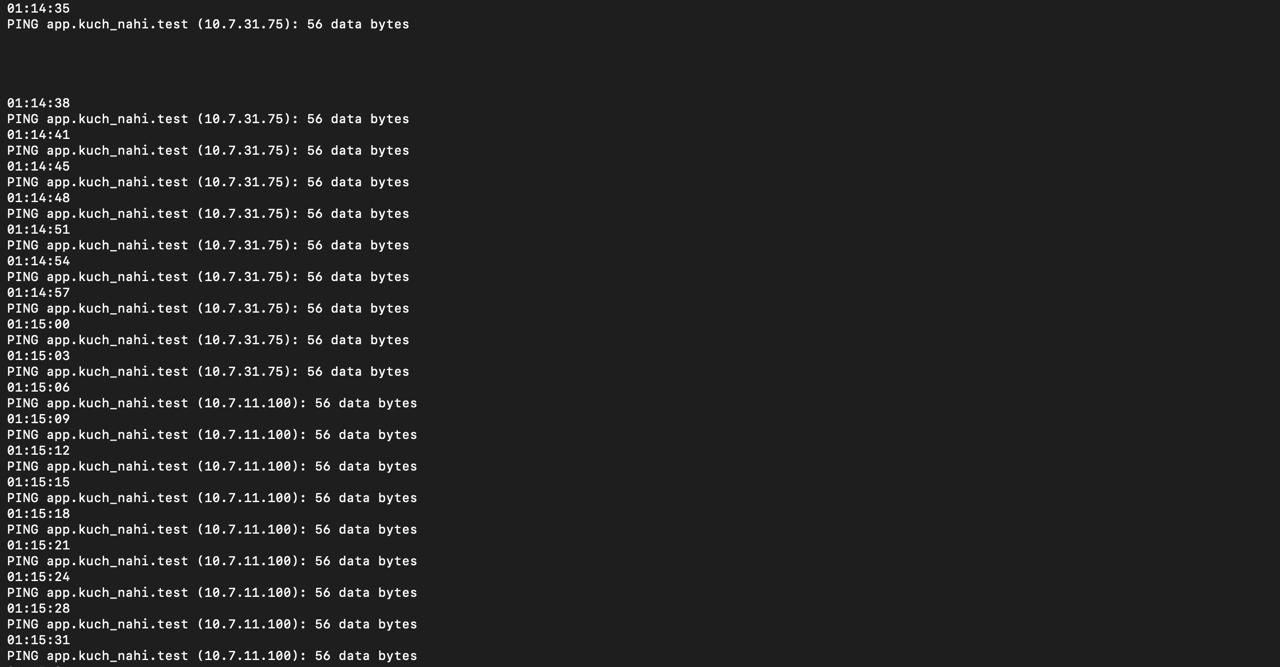 01:14:35
PING app.kuch_nahi.test (10.7.31.75): 56 data bytes
01:14:38
PING app.kuch_nahi.test (10.7.31.75): 56 data bytes
01:14:41
PING app.kuch_nahi.test (10.7.31.75): 56 data bytes
01:14:45
PING app.kuch_nahi.test (10.7.31.75): 56 data bytes
01:14:48
PING app.kuch_nahi.test (10.7.31.75): 56 data bytes
01:14:51
PING app.kuch_nahi.test (10.7.31.75): 56 data bytes
01:14:54
PING app.kuch_nahi.test (10.7.31.75): 56 data bytes
01:14:57
PING app.kuch_nahi.test (10.7.31.75): 56 data bytes
01:15:00
PING app.kuch_nahi.test (10.7.31.75): 56 data bytes
01:15:03
PING app.kuch_nahi.test (10.7.31.75): 56 data bytes
01:15:06
PING app.kuch_nahi.test (10.7.11.100): 56 data bytes
01:15:09
PING app.kuch_nahi.test (10.7.11.100): 56 data bytes
01:15:12
PING app.kuch_nahi.test (10.7.11.100): 56 data bytes
01:15:15
PING app.kuch_nahi.test (10.7.11.100): 56 data bytes
01:15:18
PING app.kuch_nahi.test (10.7.11.100): 56 data bytes
01:15:21
PING app.kuch_nahi.test (10.7.11.100): 56 data bytes
01:15:24
PING app.kuch_nahi.test (10.7.11.100): 56 data bytes
01:15:28
PING app.kuch_nahi.test (10.7.11.100): 56 data bytes
01:15:31
PING app.kuch_nahi.test (10.7.11.100): 56 data bytes